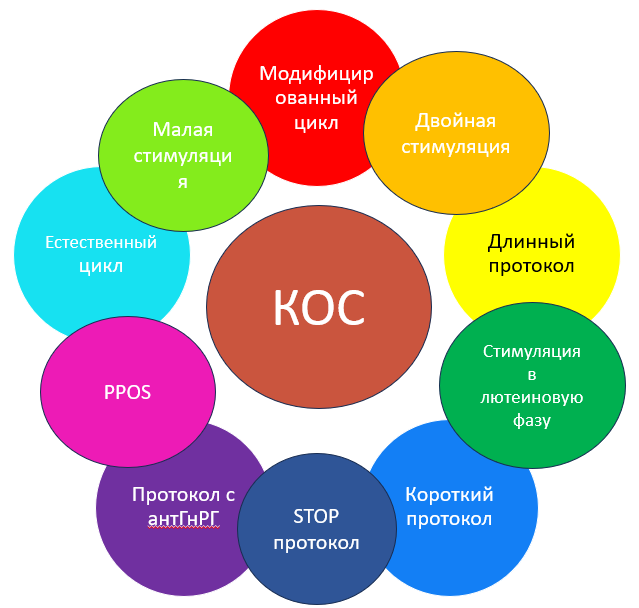 Модифицир
ованный
цикл
Двойная
стимуляция
Длинный
протокол
Стимуляция
в
лютеиновую
фазу
Короткий
протокол
STOP
протокол
Протокол с
антГнРГ
PPOS
Естественный
цикл
Малая
стимуляци
я
КОС